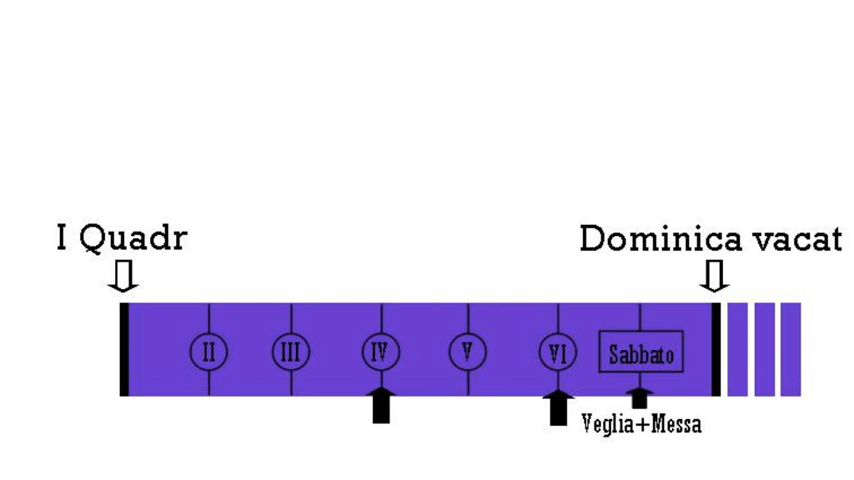 I Quadr
Dominica vacat
II III IV V VI Sabbato
Veglia+Messa